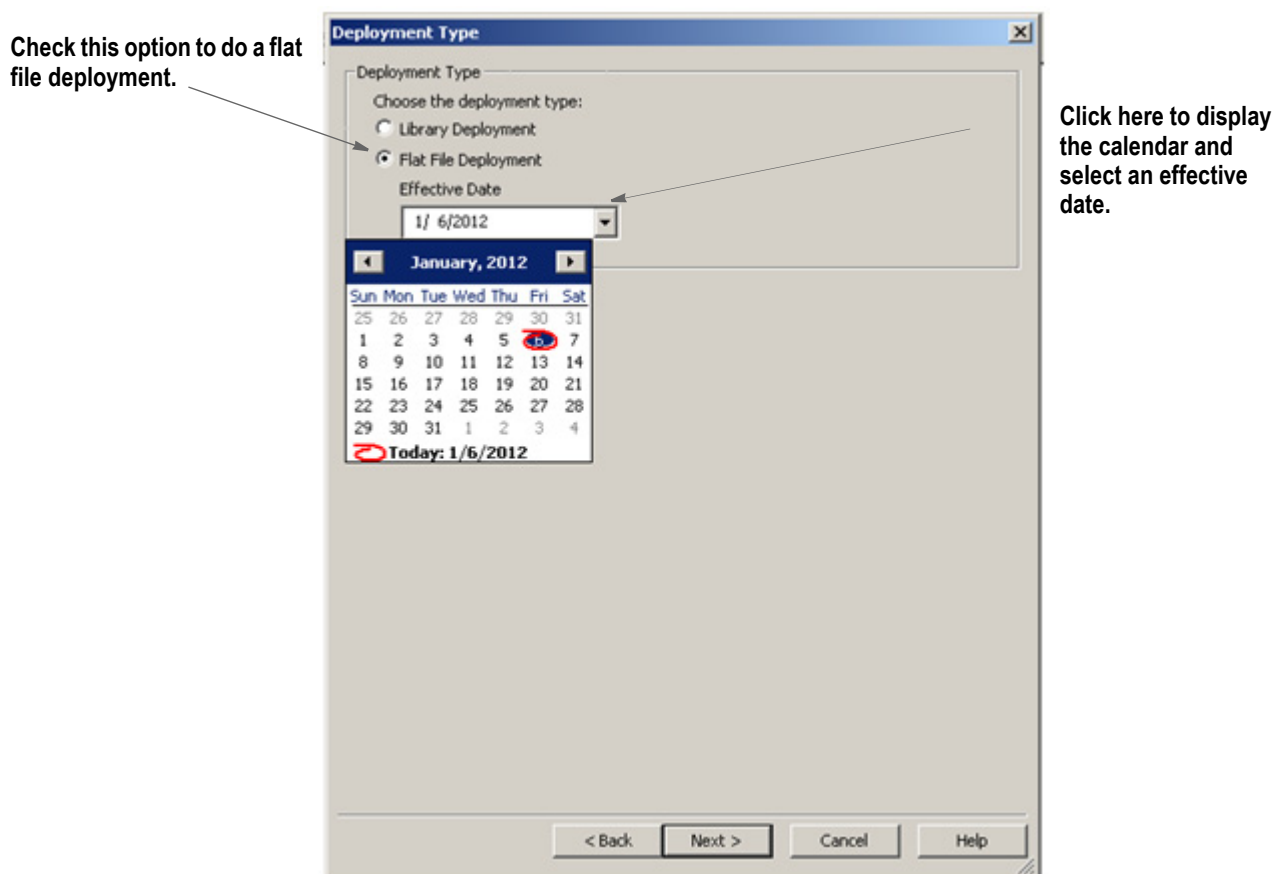 Check this option to do a flat
file deployment.
Deployment Type
Deployment Type
Choose the deployment type:
Library Deployment
Flat File Deployment
Effective Date
1/ 6/2012
Click here to display
the calendar and
select an effective
date.
January, 2012
Sun Mon Tue Wed Thu Fri Sat
25 26 27 28 29 30 31
1 2 3 4 5 6 7
8 9 10 11 12 13 14
15 16 17 18 19 20 21
22 23 24 25 26 27 28
29 30 31 1 2 3 4
Today: 1/6/2012
< Back Next > Cancel Help